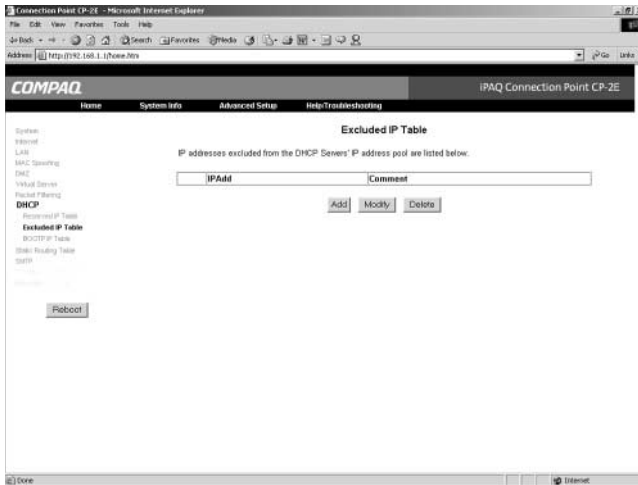 Connection Point CP-2E - Microsoft Internet Explorer
File Edit View Favorites Tools Help
Back Search Favorites Media
Address http://192.168.1.1/home.htm Go Links
COMPAQ iPAQ Connection Point CP-2E
Home System Info Advanced Setup Help/Troubleshooting
System
Internet
LAN
MAC Spoofing
DMZ
Virtual Server
Packet Filtering
DHCP
Reserved IP Table
Excluded IP Table
BOOTP IP Table
Static Routing Table
SMTP
Reboot
Excluded IP Table
IP addresses excluded from the DHCP Servers' IP address pool are listed below.
IPAdd Comment
Add Modify Delete
Done Internet